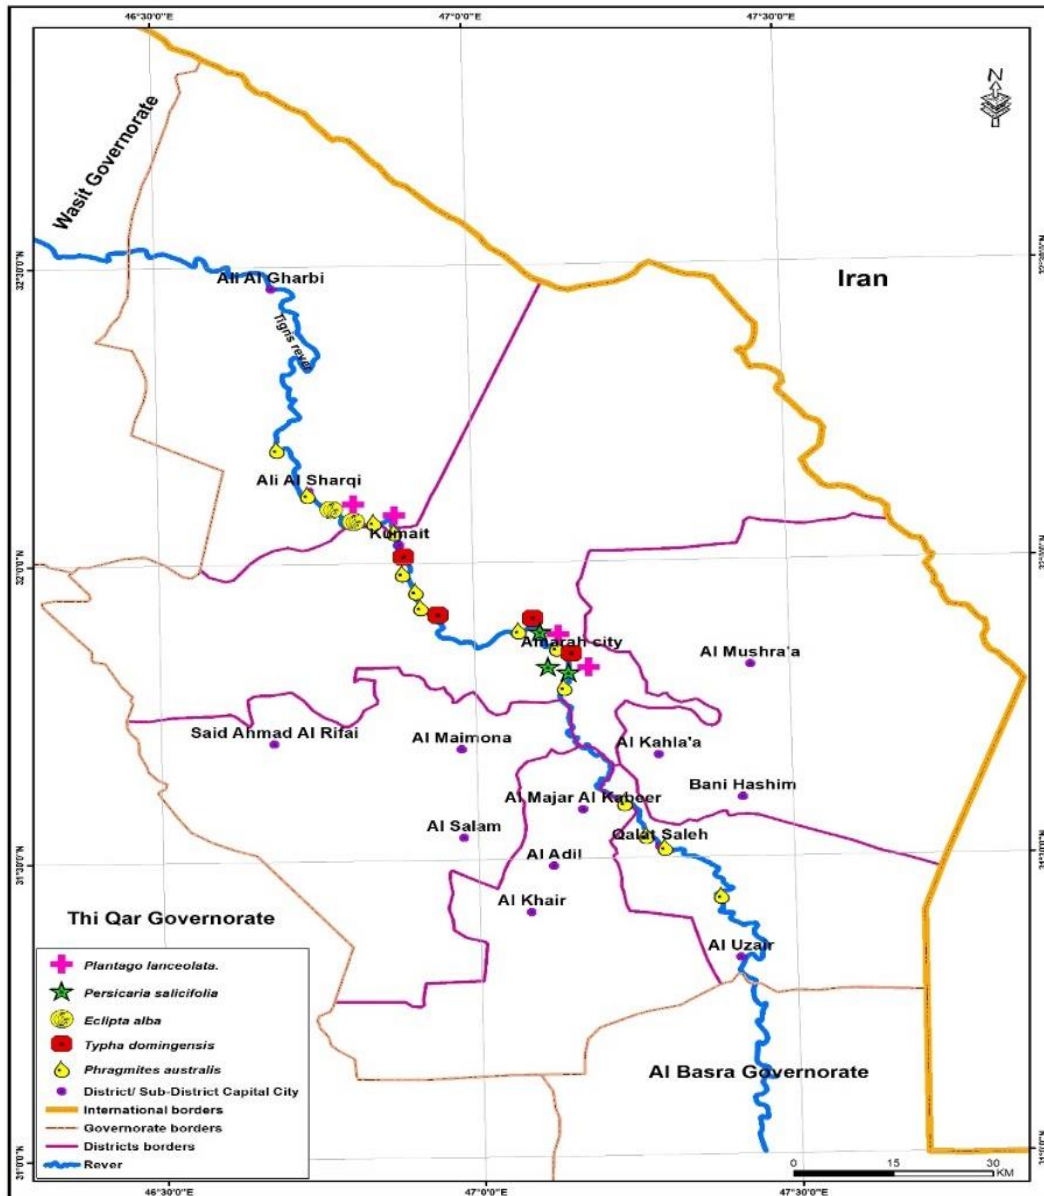 46°30'0"E 47°0'0"E 47°30'0"E
N
Wasit Governorate
32°30'0"N
Ali Al Gharbi
Iran
Tigris rever
Ali Al Sharqi
Kumait
32°0'0"N
Amarah city
Al Mushra'a
Said Ahmad Al Rifai
Al Maimona
Al Kahla'a
Al Majar Al Kabeer
Bani Hashim
Al Salam
Qalat Saleh
31°30'0"N
Al Adil
Al Khair
Thi Qar Governorate
Al Uzair
Plantago lanceolata.
Persicaria salicifolia
Eclipta alba
Typha domingensis
Phragmites australis
District/ Sub-District Capital City
International borders
Governorate borders
Districts borders
Rever
Al Basra Governorate
31°0'0"N
0 15 30 KM
46°30'0"E 47°0'0"E 47°30'0"E